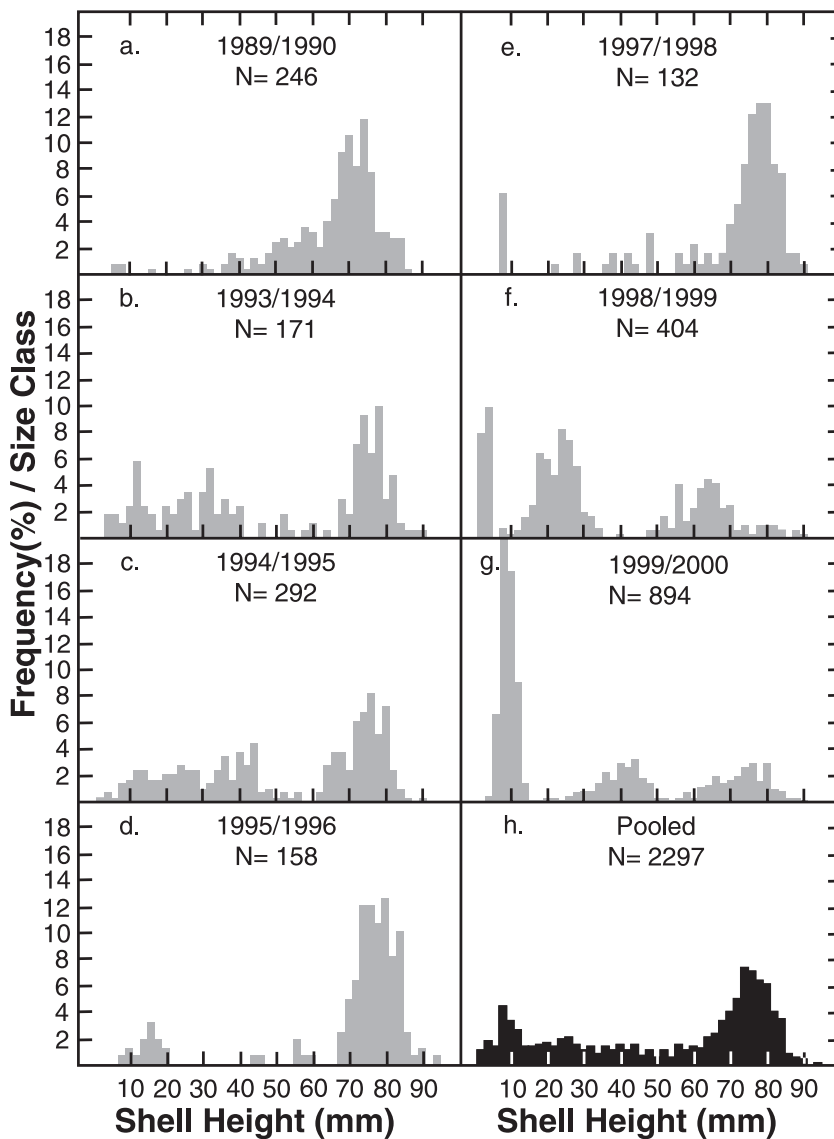 Frequency(%) / Size Class
18
16
14
12
10
8
6
4
2
a. 1989/1990
N= 246
e. 1997/1998
N= 132
18
16
14
12
10
8
6
4
2
b. 1993/1994
N= 171
f. 1998/1999
N= 404
18
16
14
12
10
8
6
4
2
c. 1994/1995
N= 292
g. 1999/2000
N= 894
18
16
14
12
10
8
6
4
2
d. 1995/1996
N= 158
h. Pooled
N= 2297
10 20 30 40 50 60 70 80 90
10 20 30 40 50 60 70 80 90
Shell Height (mm)
Shell Height (mm)